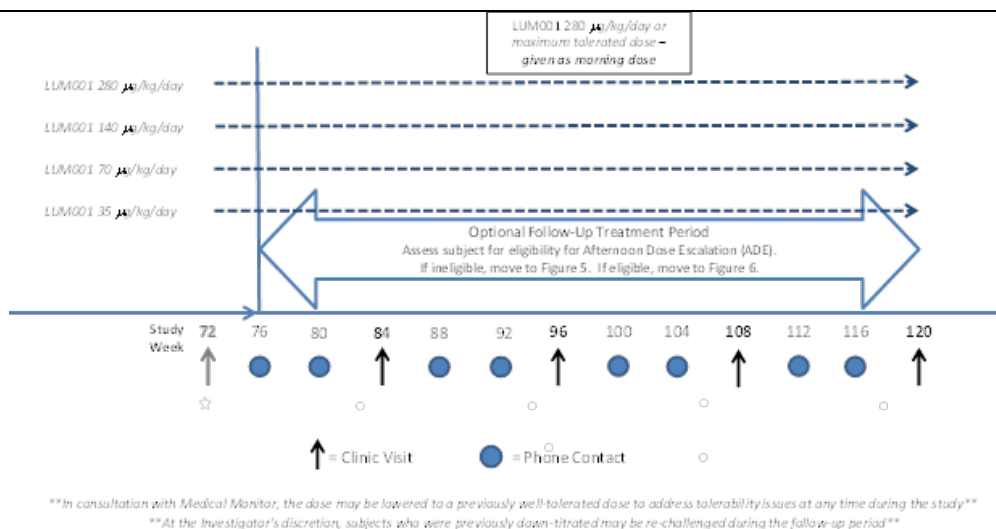 LUM001 280 µg/kg/day or
maximum tolerated dose –
given as morning dose
LUM001 280 µg/kg/day
LUM001 140 µg/kg/day
LUM001 70 µg/kg/day
LUM001 35 µg/kg/day
Optional Follow-Up Treatment Period
Assess subject for eligibility for Afternoon Dose Escalation (ADE).
If ineligible, move to Figure 5. If eligible, move to Figure 6.
Study Week 72 76 80 84 88 92 96 100 104 108 112 116 120
= Clinic Visit = Phone Contact
**In consultation with Medical Monitor, the dose may be lowered to a previously well-tolerated dose to address tolerability issues at any time during the study**
**At the Investigator's discretion, subjects who were previously down-titrated may be re-challenged during the follow-up period**